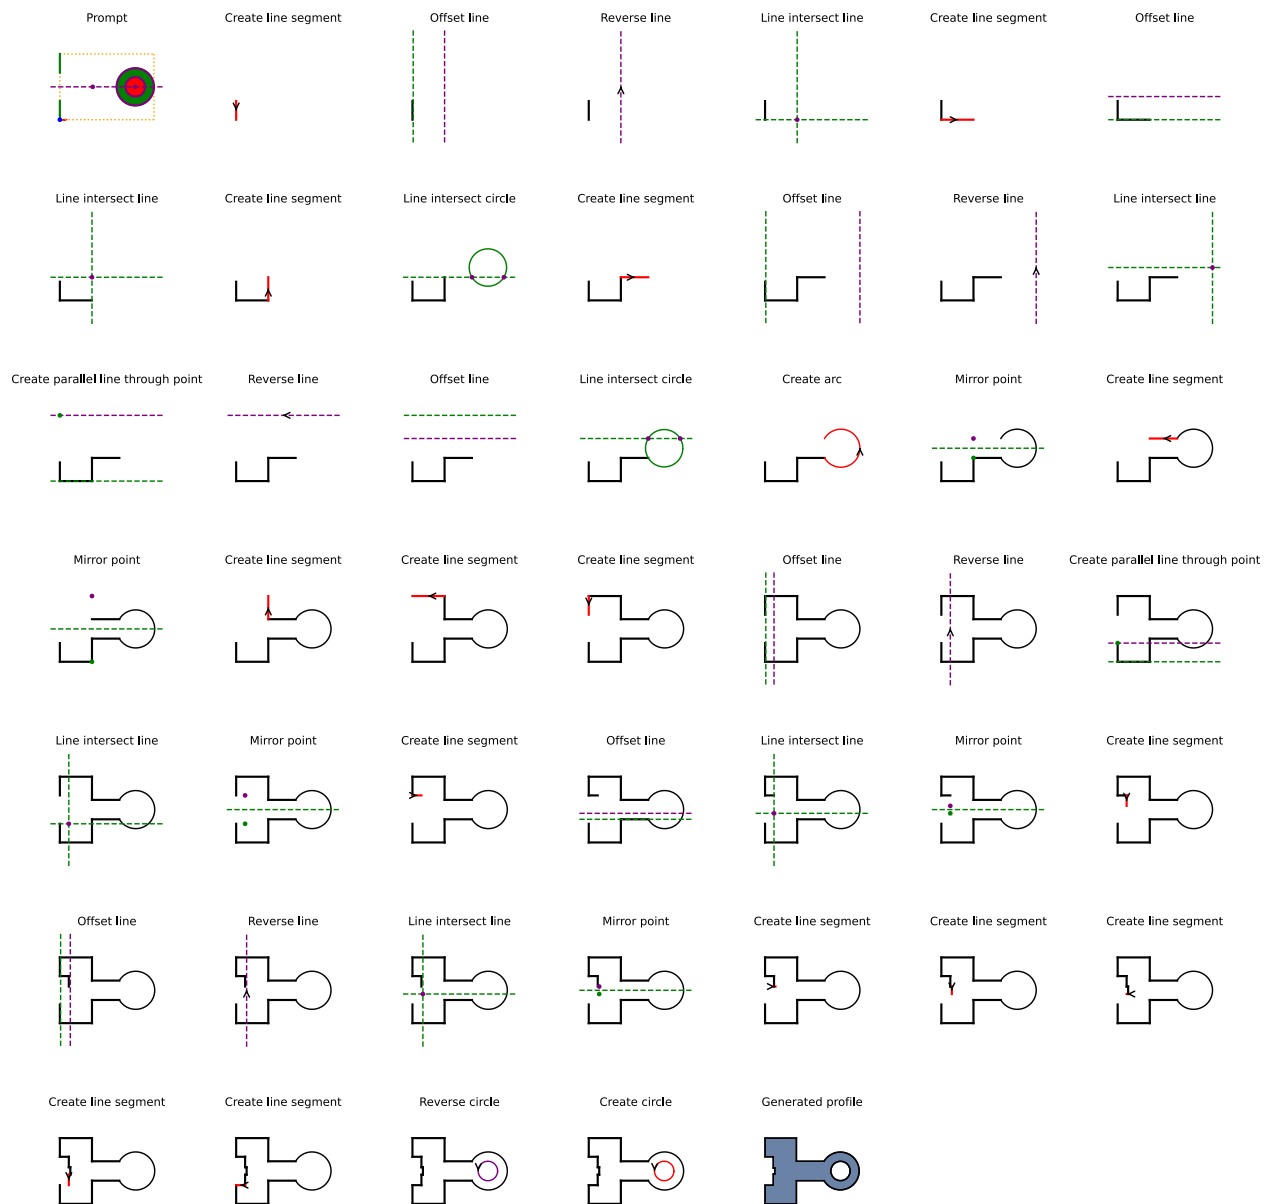 Prompt
Create line segment
Offset line
Reverse line
Line intersect line
Create line segment
Offset line
Line intersect line
Create line segment
Line intersect circle
Create line segment
Offset line
Reverse line
Line intersect line
Create parallel line through point
Reverse line
Offset line
Line intersect circle
Create arc
Mirror point
Create line segment
Mirror point
Create line segment
Create line segment
Create line segment
Offset line
Reverse line
Create parallel line through point
Line intersect line
Mirror point
Create line segment
Offset line
Line intersect line
Mirror point
Create line segment
Offset line
Reverse line
Line intersect line
Mirror point
Create line segment
Create line segment
Create line segment
Create line segment
Create line segment
Reverse circle
Create circle
Generated profile